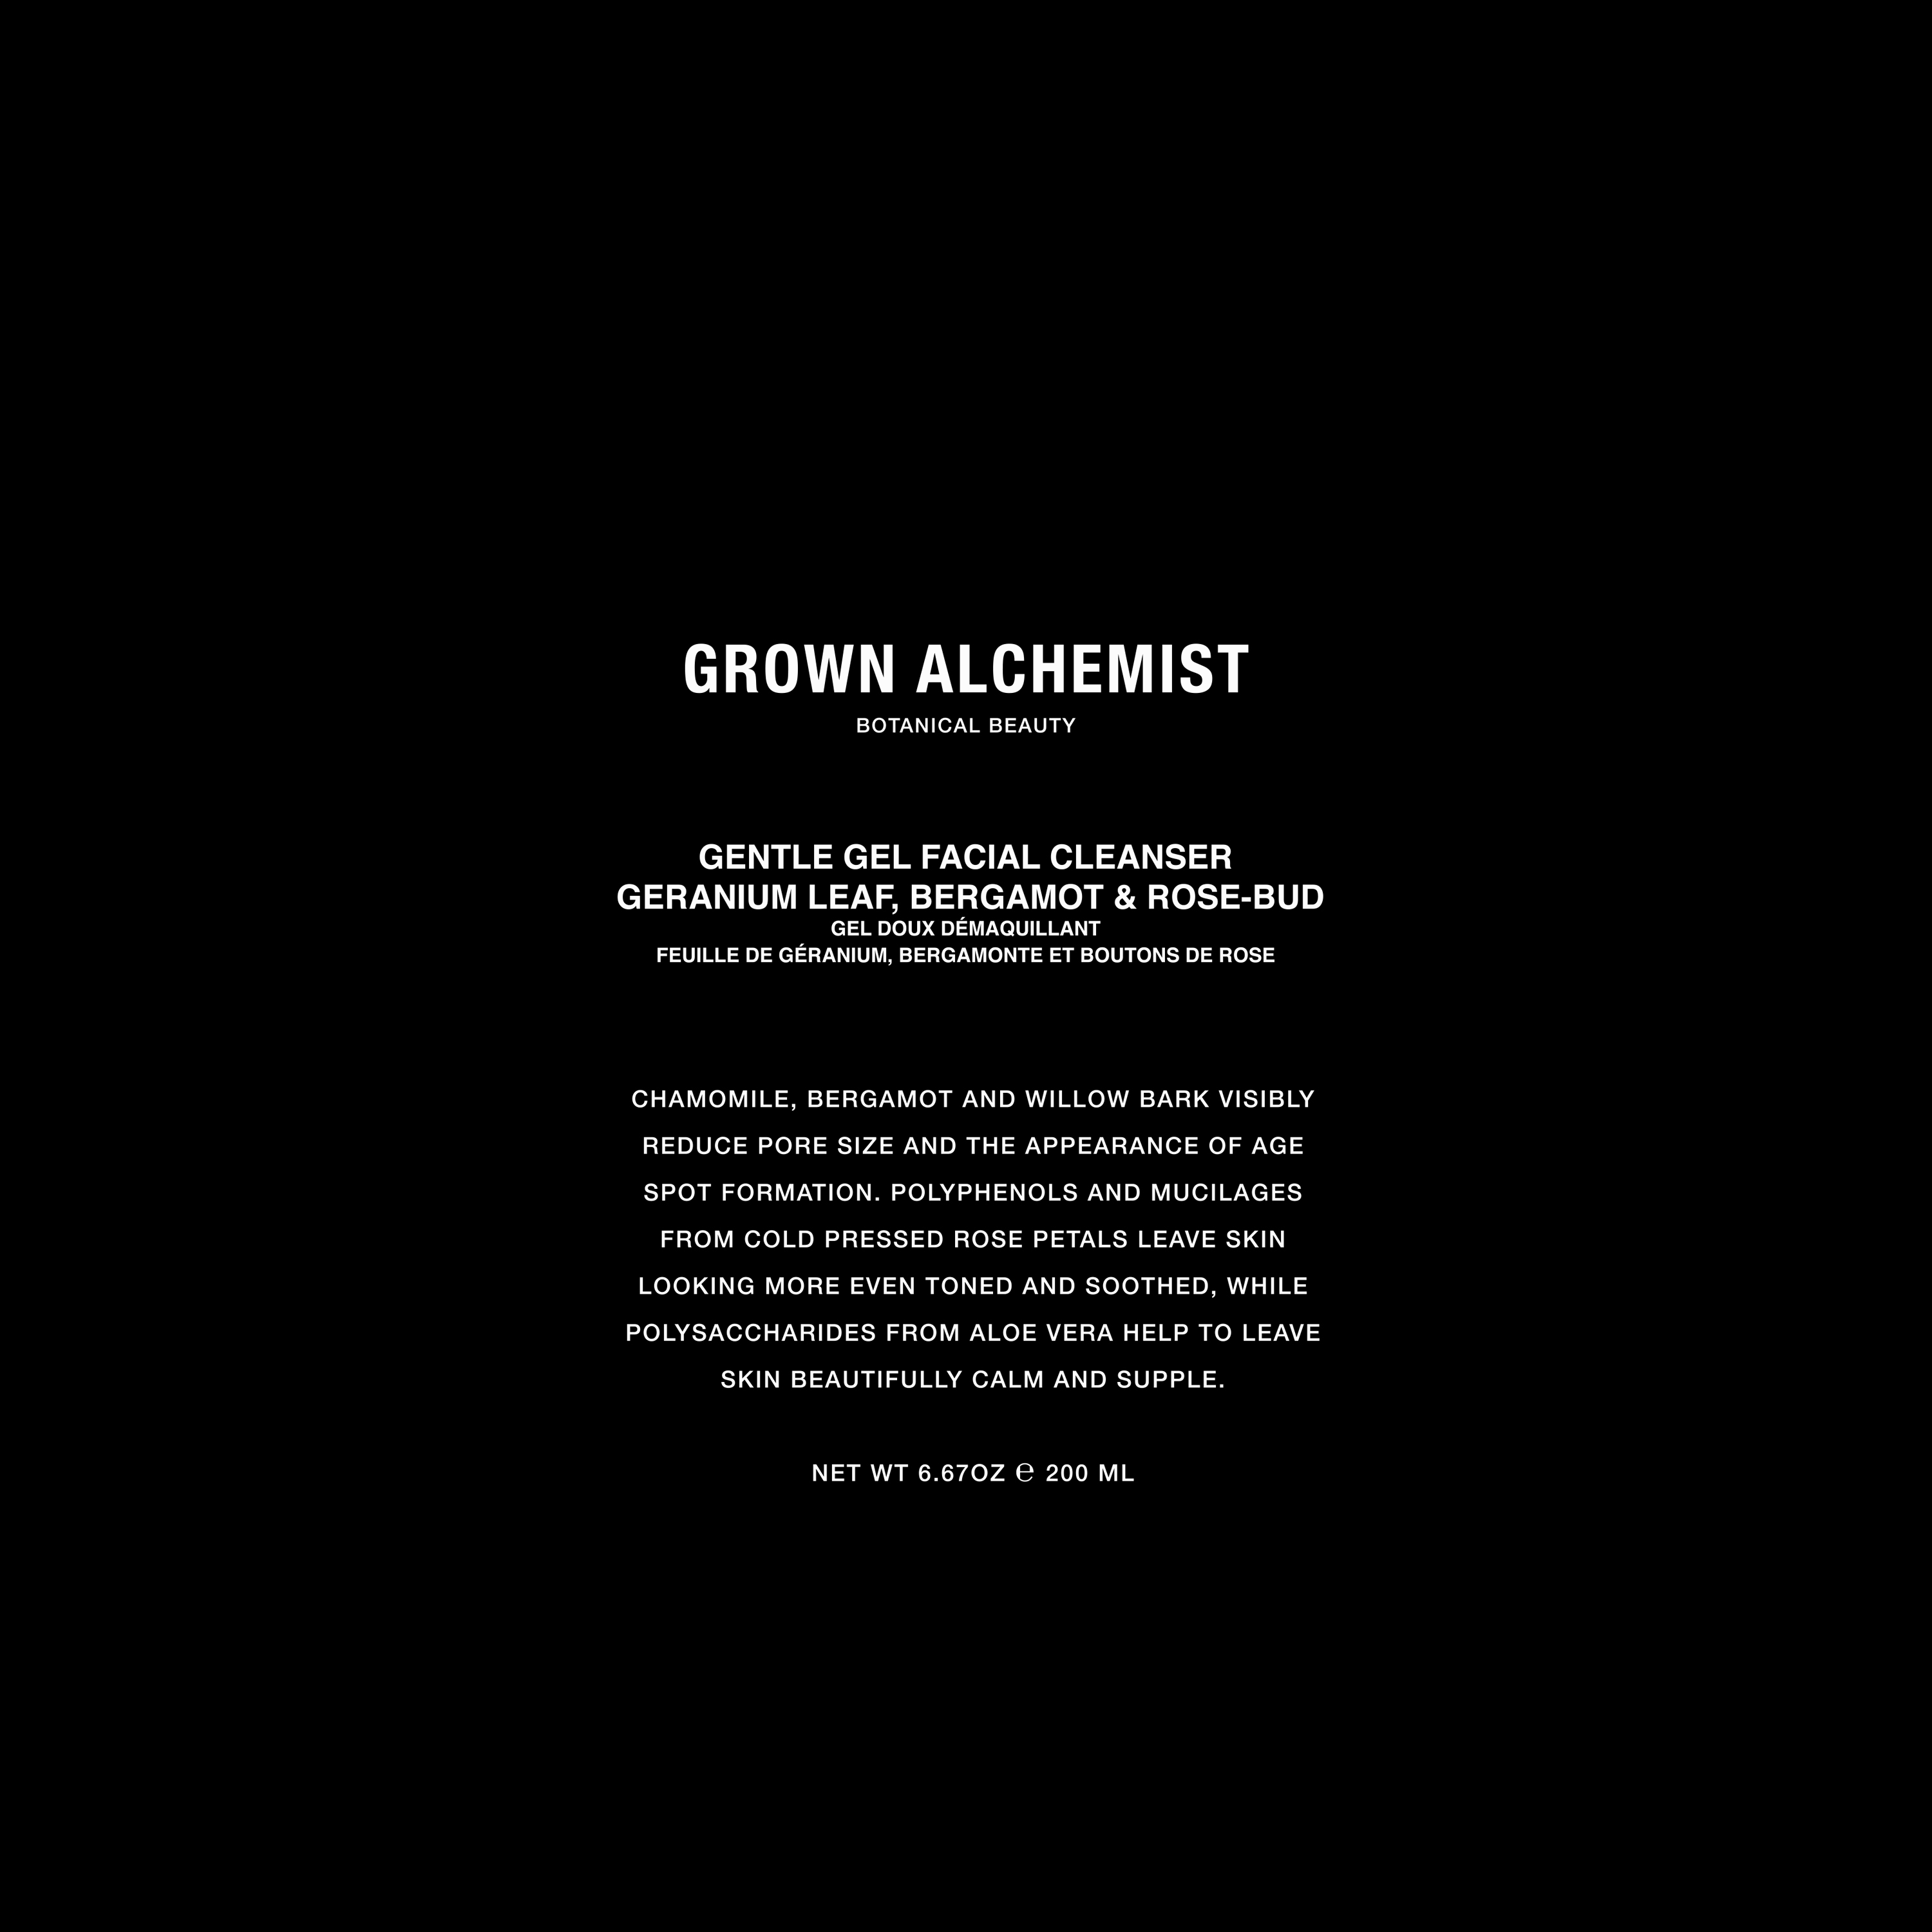 GROWN ALCHEMIST
BOTANICAL BEAUTY
GENTLE GEL FACIAL CLEANSER
GERANIUM LEAF, BERGAMOT & ROSE-BUD
GEL DOUX DÉMAQUILLANT
FEUILLE DE GÉRANIUM, BERGAMONTE ET BOUTONS DE ROSE
CHAMOMILE, BERGAMOT AND WILLOW BARK VISIBLY
REDUCE PORE SIZE AND THE APPEARANCE OF AGE
SPOT FORMATION. POLYPHENOLS AND MUCILAGES
FROM COLD PRESSED ROSE PETALS LEAVE SKIN
LOOKING MORE EVEN TONED AND SOOTHED, WHILE
POLYSACCHARIDES FROM ALOE VERA HELP TO LEAVE
SKIN BEAUTIFULLY CALM AND SUPPLE.
NET WT 6.67OZ ℮ 200 ML